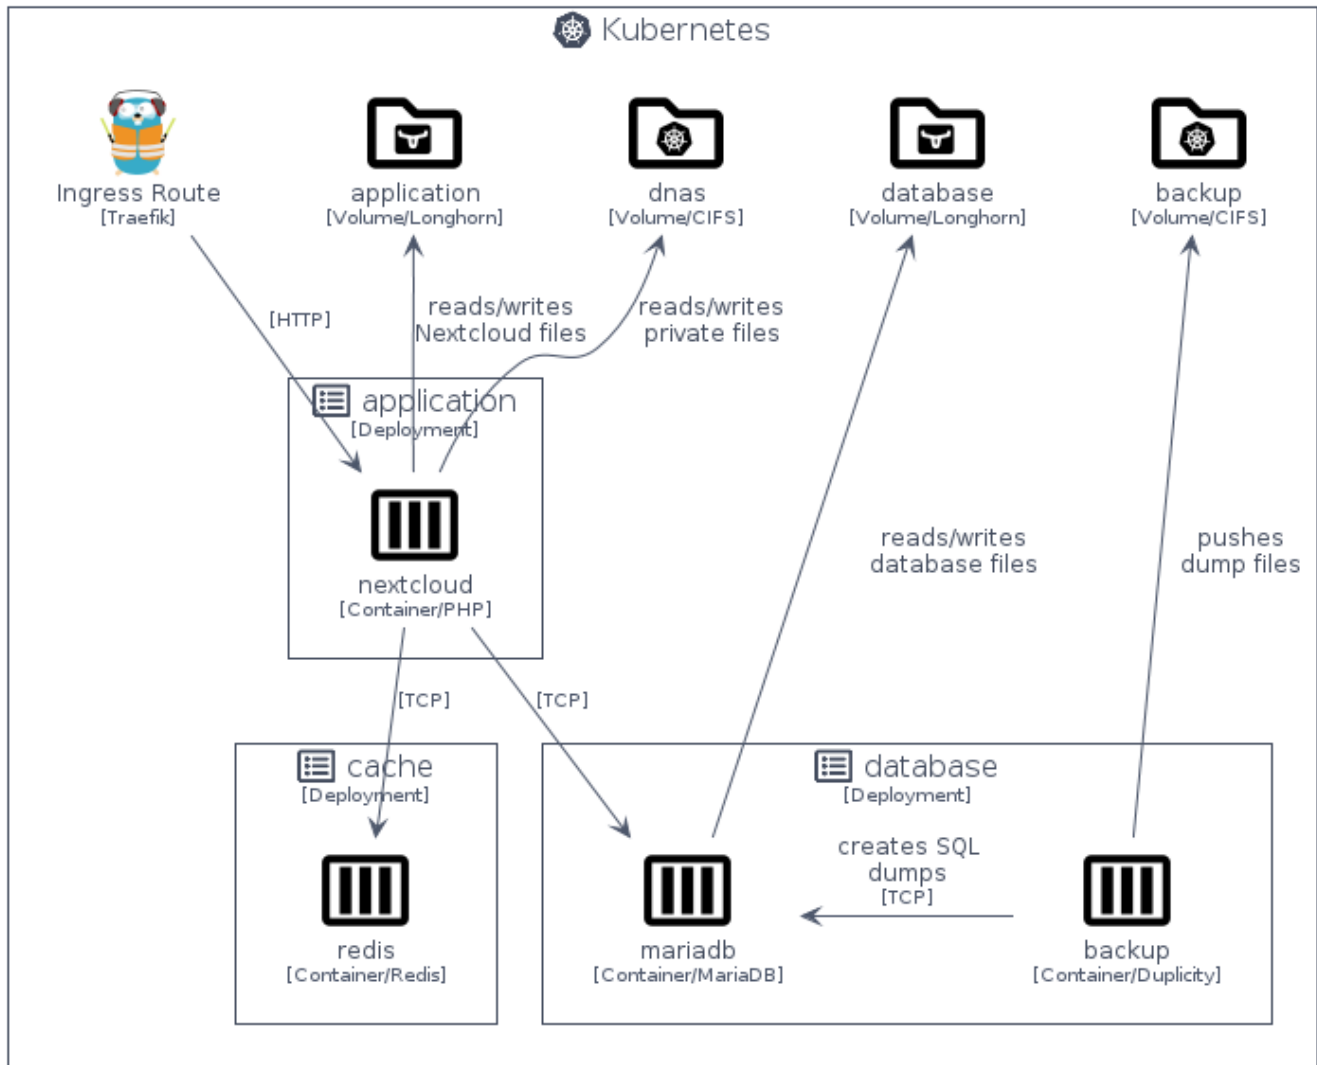 Kubernetes
Ingress Route
[Traefik]
application
[Volume/Longhorn]
dnas
[Volume/CIFS]
database
[Volume/Longhorn]
backup
[Volume/CIFS]
[HTTP]
reads/writes
Nextcloud files
reads/writes
private files
application
[Deployment]
nextcloud
[Container/PHP]
reads/writes
database files
pushes
dump files
[TCP]
[TCP]
cache
[Deployment]
redis
[Container/Redis]
database
[Deployment]
creates SQL
dumps
[TCP]
mariadb
[Container/MariaDB]
backup
[Container/Duplicity]